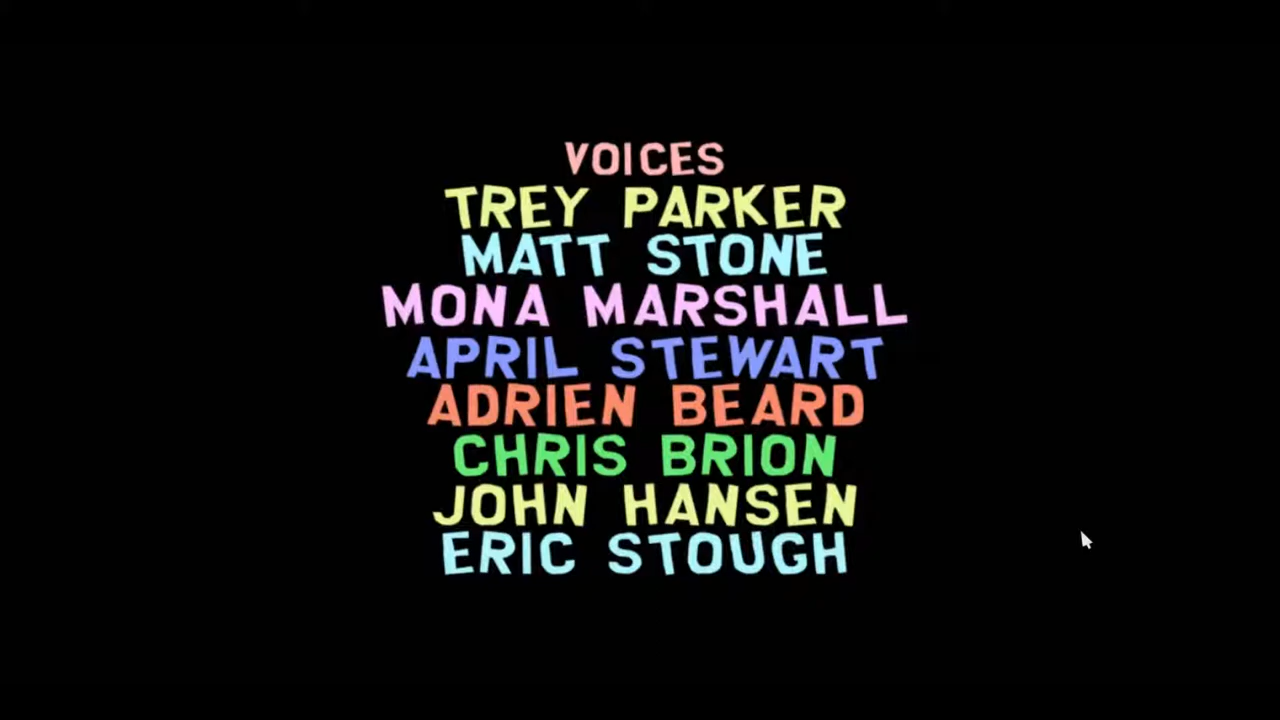 VOICES
TREY PARKER
MATT STONE
MONA MARSHALL
APRIL STEWART
ADRIEN BEARD
CHRIS BRION
JOHN HANSEN
ERIC STOUGH